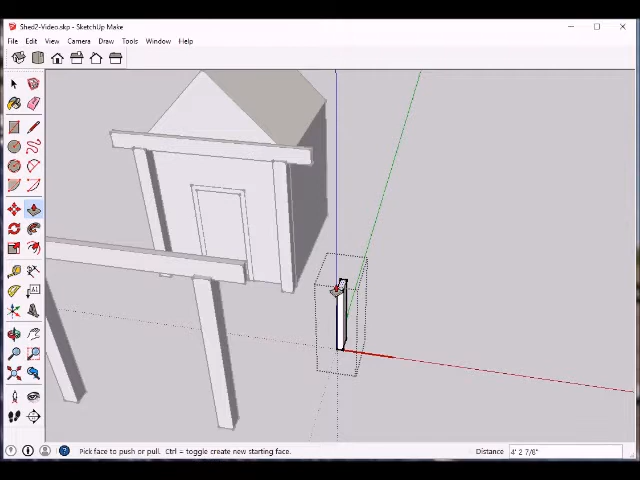 Shed2-Video.skp - SketchUp Make
File Edit View Camera Draw Tools Window Help
A1
Pick face to push or pull. Ctrl = toggle create new starting face.
Distance 4' 2 7/8"